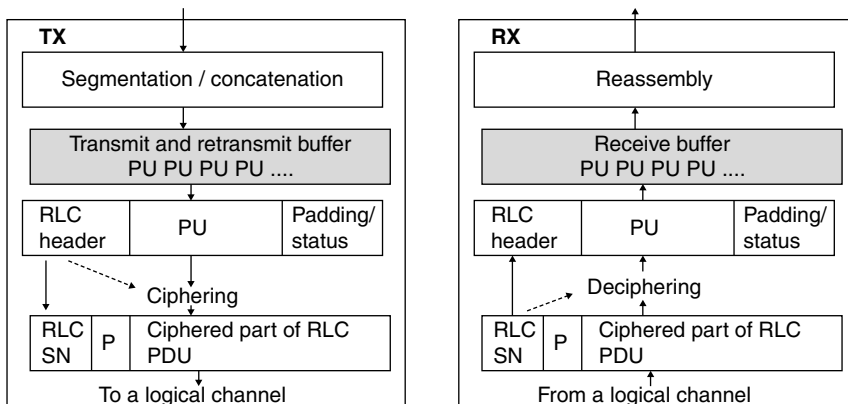 TX
Segmentation / concatenation
Transmit and retransmit buffer
PU PU PU PU ....
RLC
header
PU
Padding/
status
Ciphering
RLC
SN
P
Ciphered part of RLC
PDU
To a logical channel
RX
Reassembly
Receive buffer
PU PU PU PU ....
RLC
header
PU
Padding/
status
Deciphering
RLC
SN
P
Ciphered part of RLC
PDU
From a logical channel